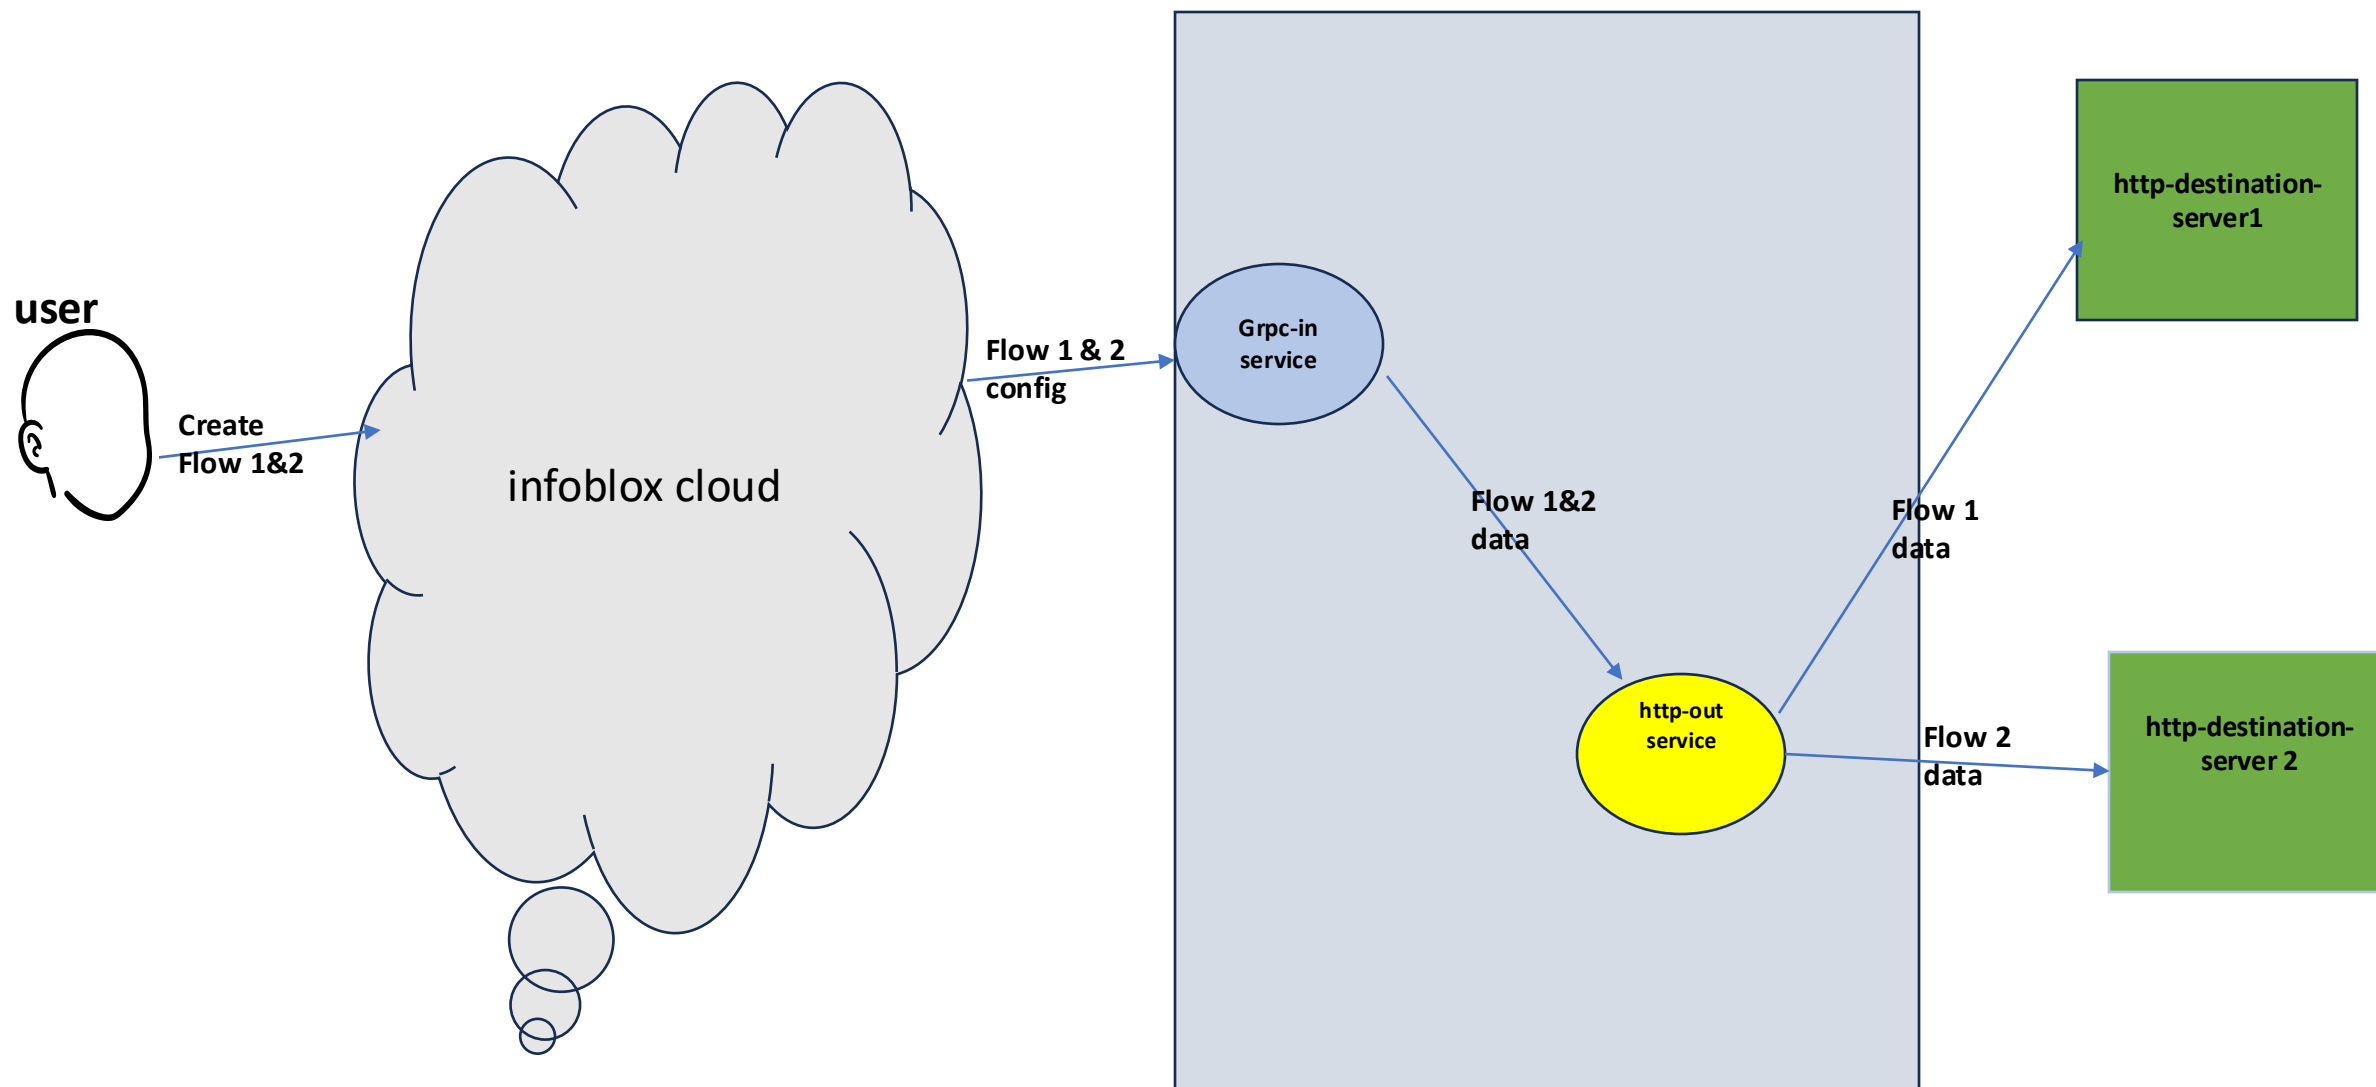 user
Create
Flow 1&2
infoblox cloud
Flow 1 & 2
config
Grpc-in
service
Flow 1&2
data
http-out
service
Flow 1
data
Flow 2
data
http-destination-
server1
http-destination-
server 2